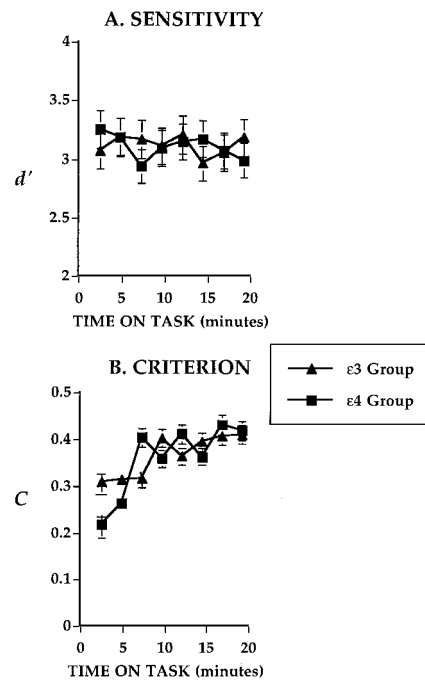 A. SENSITIVITY
4
3.5
3
2.5
2
d'
0 5 10 15 20
TIME ON TASK (minutes)
ε3 Group
ε4 Group
B. CRITERION
0.5
0.4
0.3
0.2
0.1
0
C
0 5 10 15 20
TIME ON TASK (minutes)